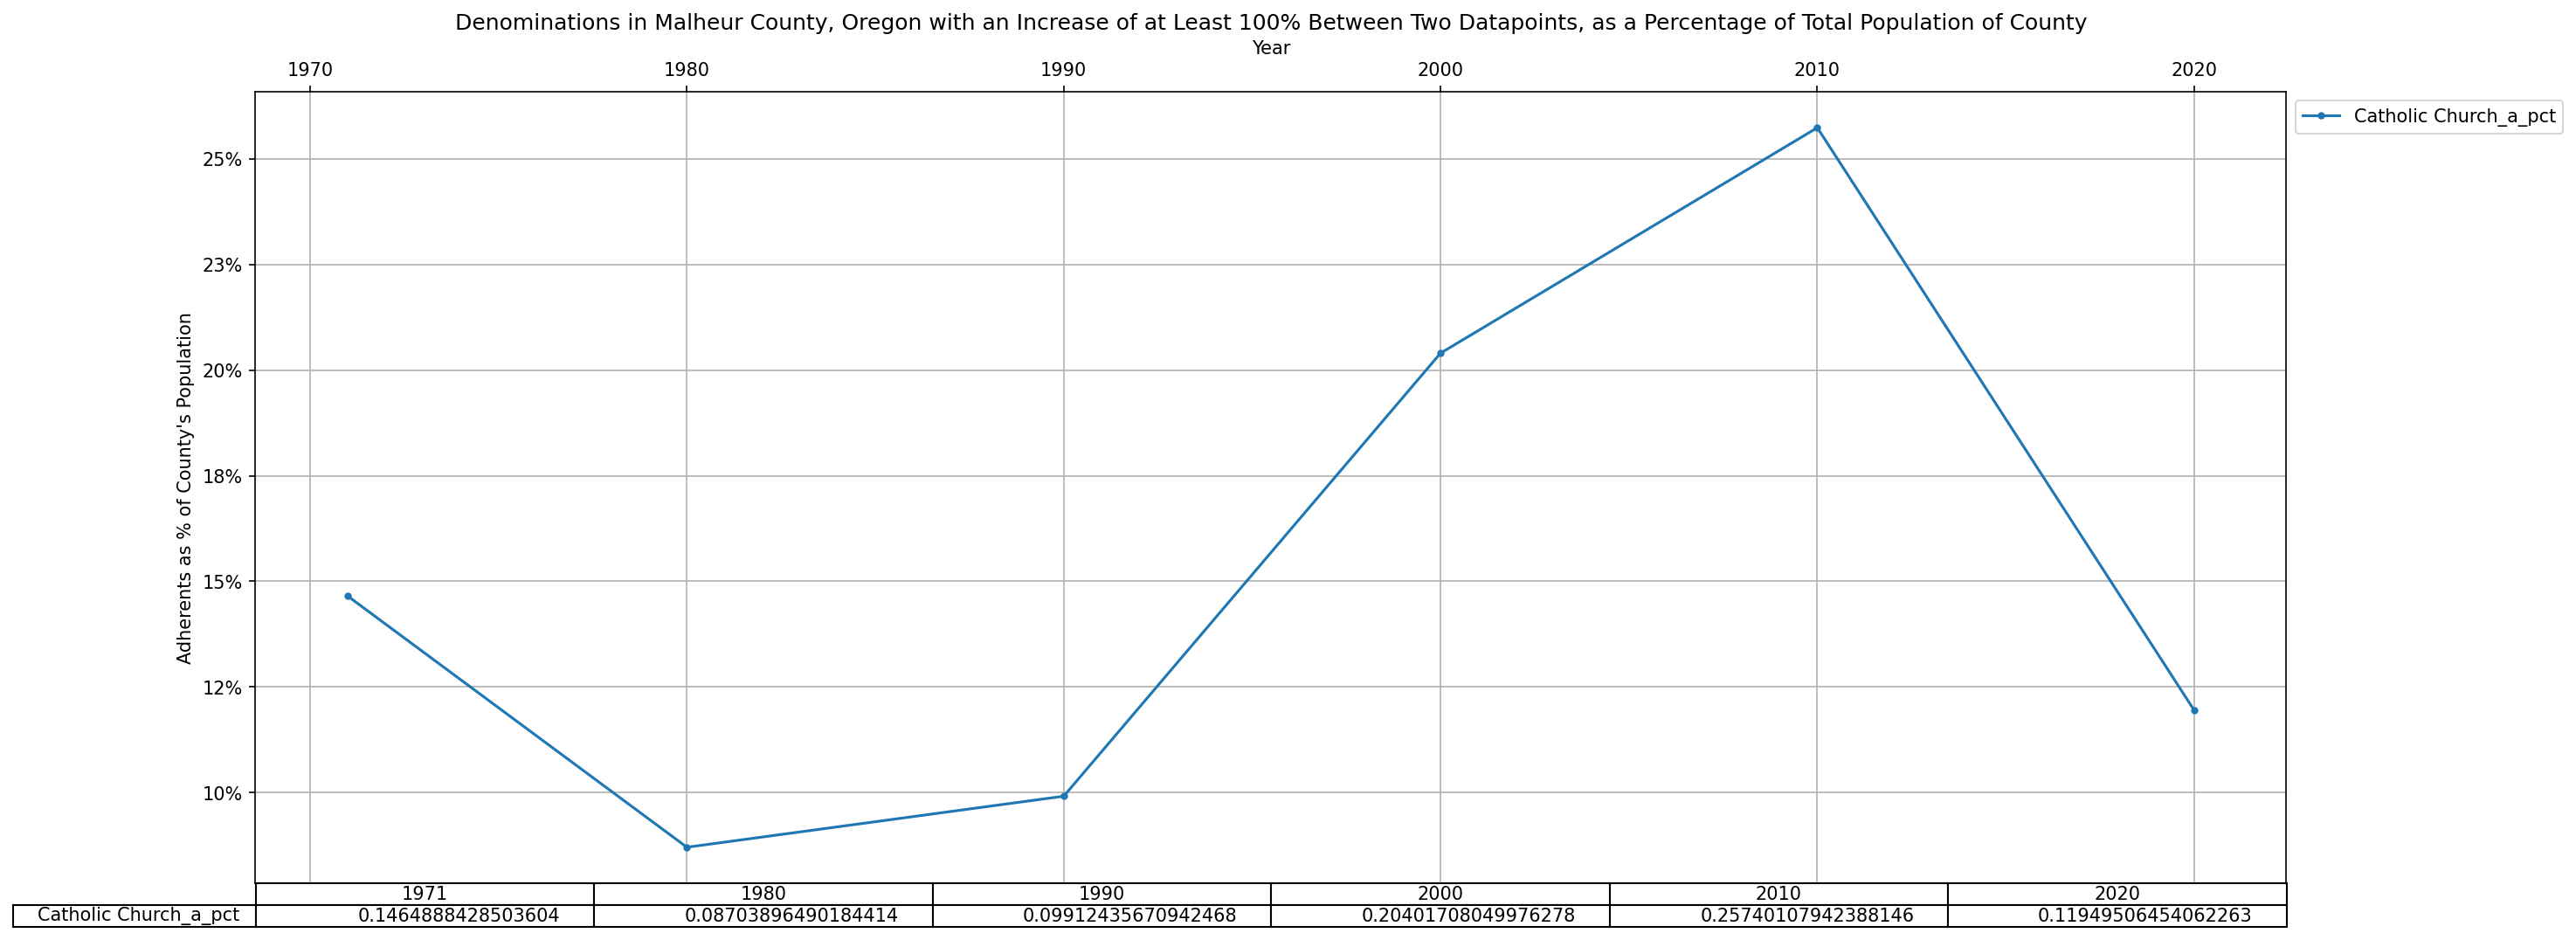 Denominations in Malheur County, Oregon with an Increase of at Least 100% Between Two Datapoints, as a Percentage of Total Population of County
Year
1970 1980 1990 2000 2010 2020
Catholic Church_a_pct
Adherents as % of County's Population
25%
23%
20%
18%
15%
12%
10%
1971 1980 1990 2000 2010 2020
Catholic Church_a_pct 0.1464888428503604 0.08703896490184414 0.09912435670942468 0.20401708049976278 0.25740107942388146 0.11949506454062263